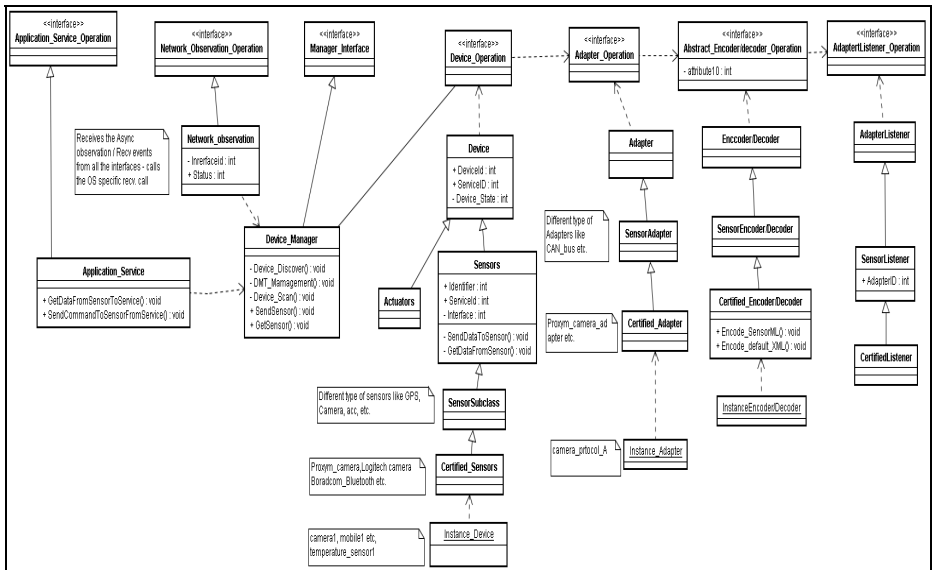 <<interface>>
Application_Service_Operation
<<interface>>
Network_Observation_Operation
<<interface>>
Manager_Interface
<<interface>>
Device_Operation
<<interface>>
Adapter_Operation
<<interface>>
Abstract_Encoder/decoder_Operation
- attribute10 : int
<<interface>>
AdaptertListener_Operation
Receives the Async
observation / Recv events
from all the interfaces - calls
the OS specific recv. call
Network_observation
- Inrerfaceid : int
+ Status : int
Device
+ DeviceId : int
+ ServiceID : int
- Device_State : int
Adapter
Enccoder/Decoder
AdapterListener
Application_Service
+ GetDataFromSensorToService() : void
+ SendCommandToSensorFromService() : void
Device_Manager
- Device_Discover() : void
- DMT_Management() : void
- Device_Scan() : void
+ SendSensor() : void
+ GetSensor() : void
Actuators
Sensors
+ Identifier : int
+ ServiceId : int
- Interface : int
- SendDataToSensor() : void
- GetDataFromSensor() : void
Different type of
Adapters like
CAN_bus etc.
SensorAdapter
SensorEncoder/Decoder
SensorListener
+ AdapterID : int
Proxym_camera_ad
apter etc.
Certified_Adapter
Certified_Encoder/Decoder
+ Encode_SensorML() : void
+ Encode_default_XML() : void
CertifiedListener
Different type of sensors like GPS,
Camera, acc, etc.
SensorSubclass
InstanceEncoder/Decoder
Proxym_camera,Logitech camera
Boradcom_Bluetooth etc.
Certified_Sensors
camera_prtocol_A
Instance_Adapter
camera1, mobile1 etc,
temperature_sensor1
Instance_Device